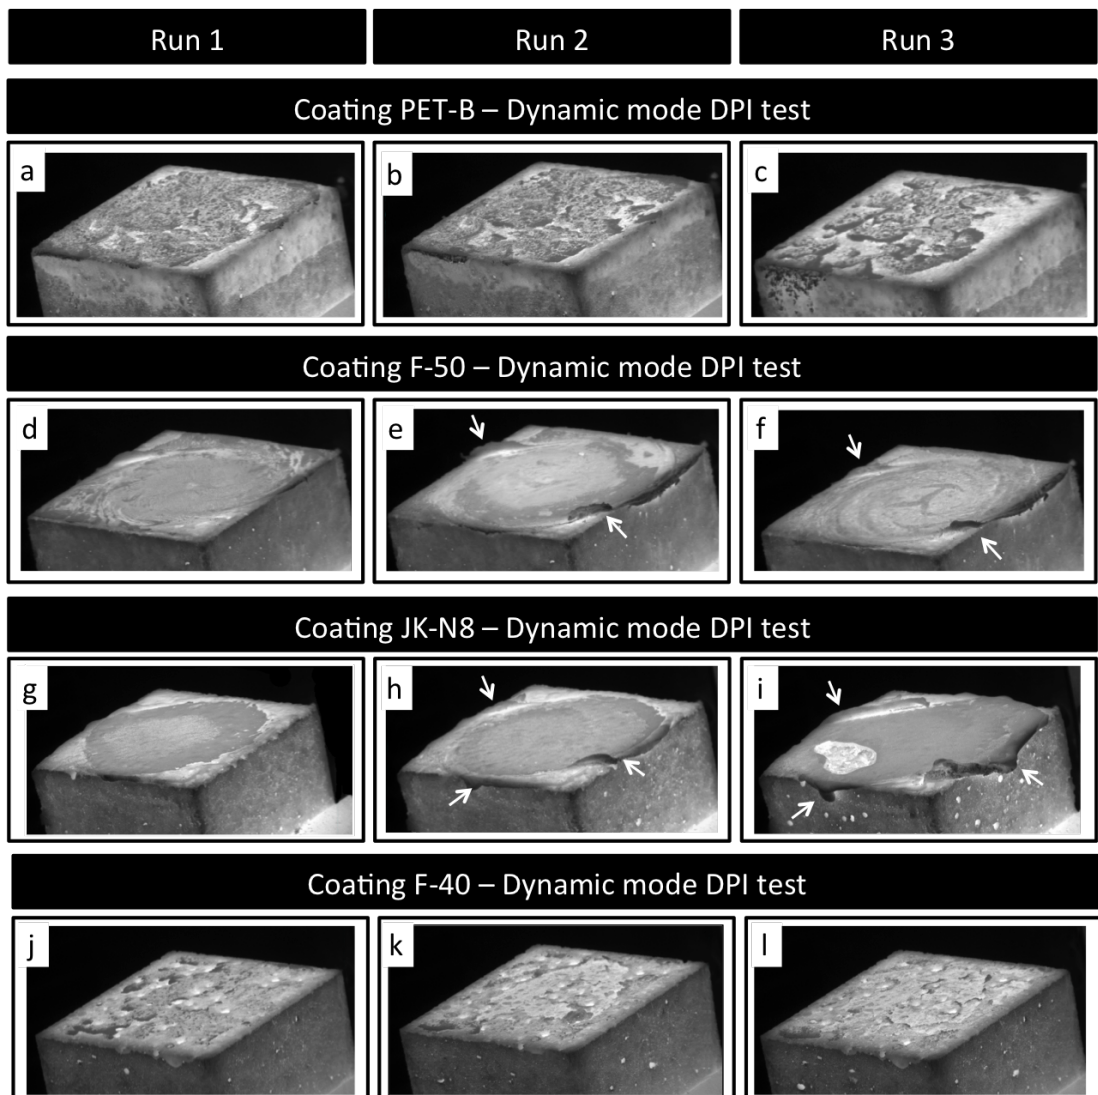 Run 1
Run 2
Run 3
Coating PET-B – Dynamic mode DPI test
a
b
c
Coating F-50 – Dynamic mode DPI test
d
e
f
Coating JK-N8 – Dynamic mode DPI test
g
h
i
Coating F-40 – Dynamic mode DPI test
j
k
l